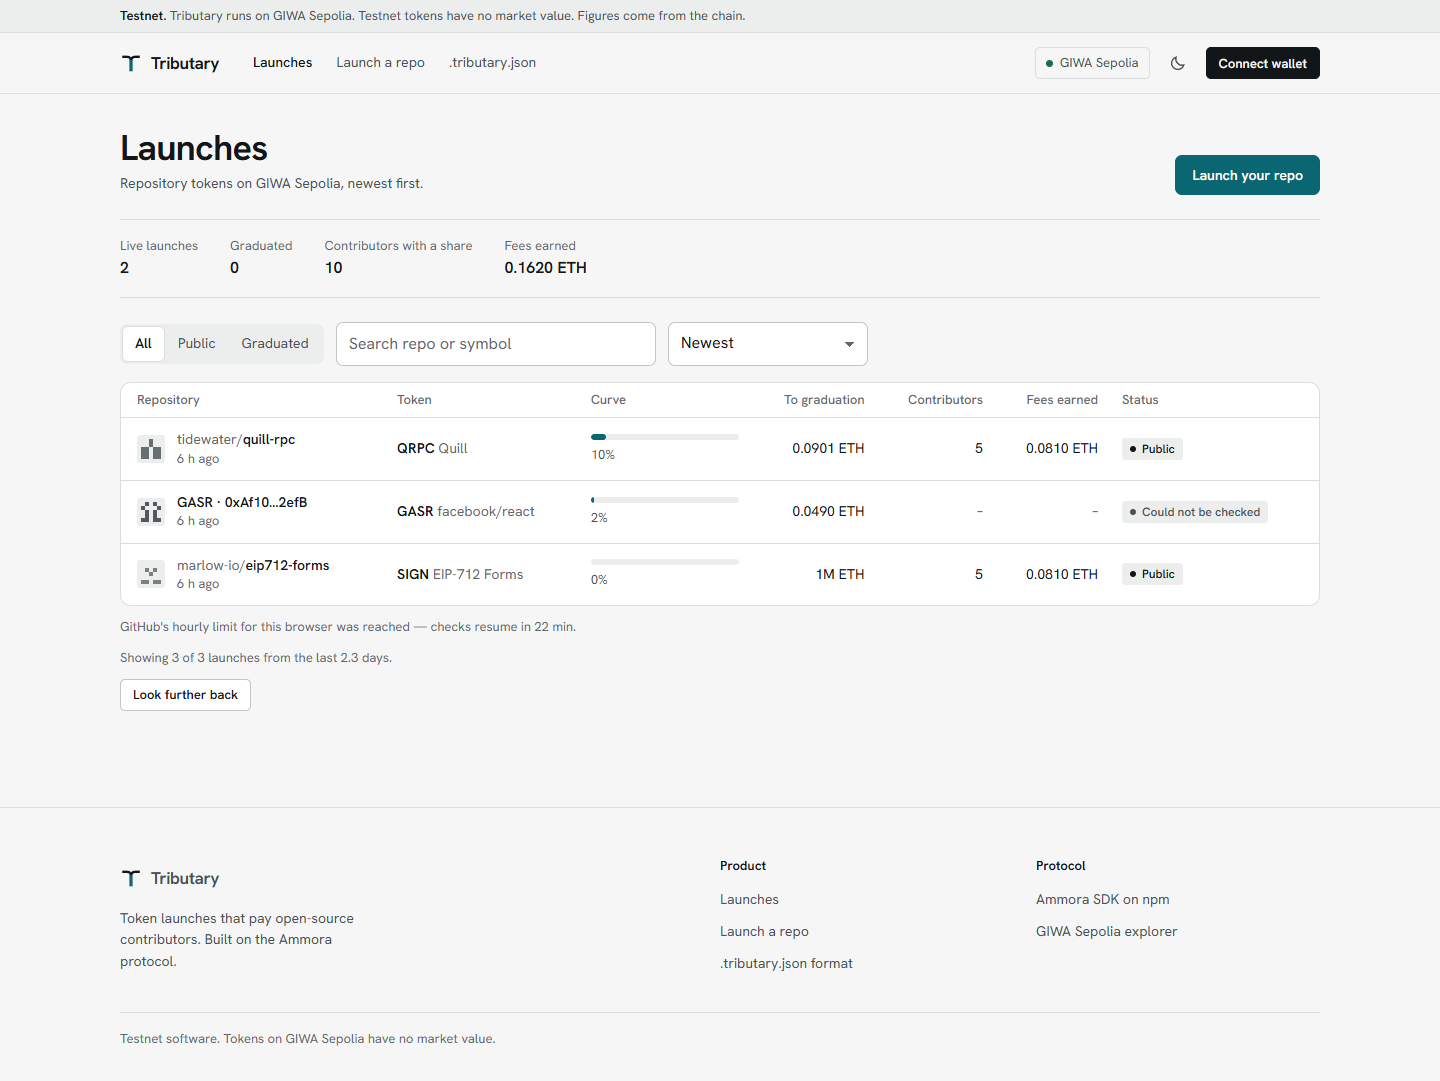 Testnet. Tributary runs on GIWA Sepolia. Testnet tokens have no market value. Figures come from the chain.
Tributary Launches Launch a repo .tributary.json GIWA Sepolia Connect wallet
Launches
Repository tokens on GIWA Sepolia, newest first.
Launch your repo
Live launches Graduated Contributors with a share Fees earned
2 0 10 0.1620 ETH
All Public Graduated Search repo or symbol Newest
Repository Token Curve To graduation Contributors Fees earned Status
tidewater/quill-rpc
6 h ago
QRPC Quill
10%
0.0901 ETH 5 0.0810 ETH Public
GASR · 0xAf10…2efB
6 h ago
GASR facebook/react
2%
0.0490 ETH – – Could not be checked
marlow-io/eip712-forms
6 h ago
SIGN EIP-712 Forms
0%
1M ETH 5 0.0810 ETH Public
GitHub's hourly limit for this browser was reached — checks resume in 22 min.
Showing 3 of 3 launches from the last 2.3 days.
Look further back
Tributary
Token launches that pay open-source
contributors. Built on the Ammora
protocol.
Product
Launches
Launch a repo
.tributary.json format
Protocol
Ammora SDK on npm
GIWA Sepolia explorer
Testnet software. Tokens on GIWA Sepolia have no market value.